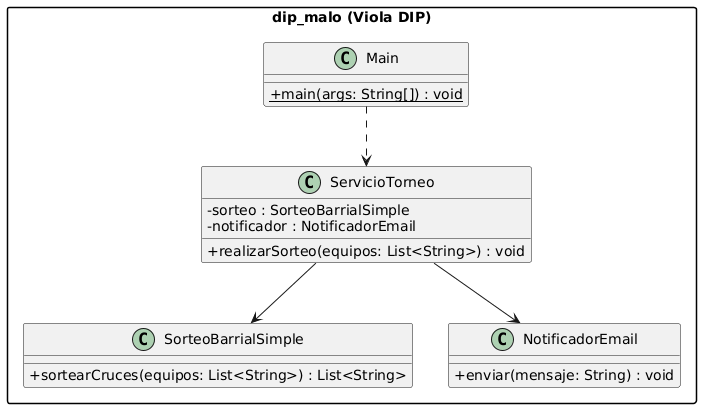 dip_malo (Viola DIP)
C Main
+main(args: String[]) : void
C ServicioTorneo
-sorteo : SorteoBarrialSimple
-notificador : NotificadorEmail
+realizarSorteo(equipos: List<String>) : void
C SorteoBarrialSimple
+sortearCruces(equipos: List<String>) : List<String>
C NotificadorEmail
+enviar(mensaje: String) : void